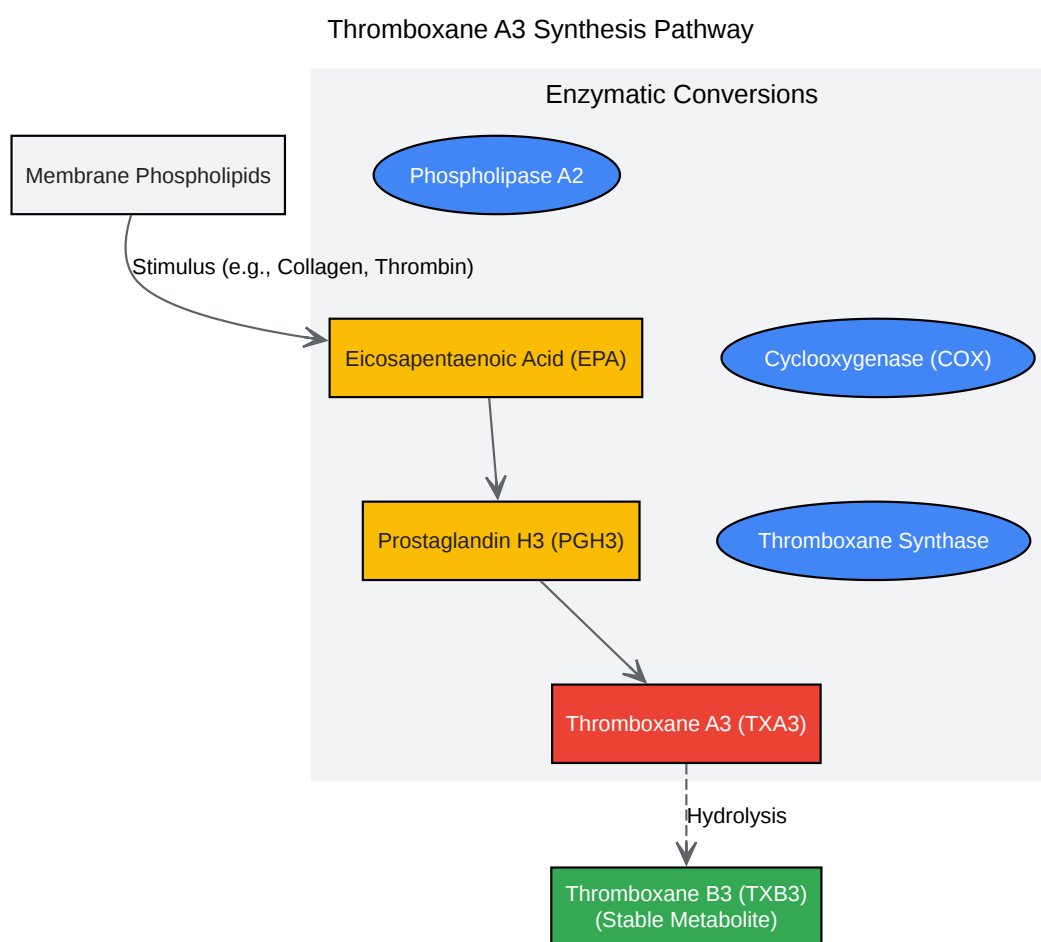 Thromboxane A3 Synthesis Pathway
Enzymatic Conversions
Membrane Phospholipids
Phospholipase A2
Stimulus (e.g., Collagen, Thrombin)
Eicosapentaenoic Acid (EPA)
Cyclooxygenase (COX)
Prostaglandin H3 (PGH3)
Thromboxane Synthase
Thromboxane A3 (TXA3)
Hydrolysis
Thromboxane B3 (TXB3)
(Stable Metabolite)